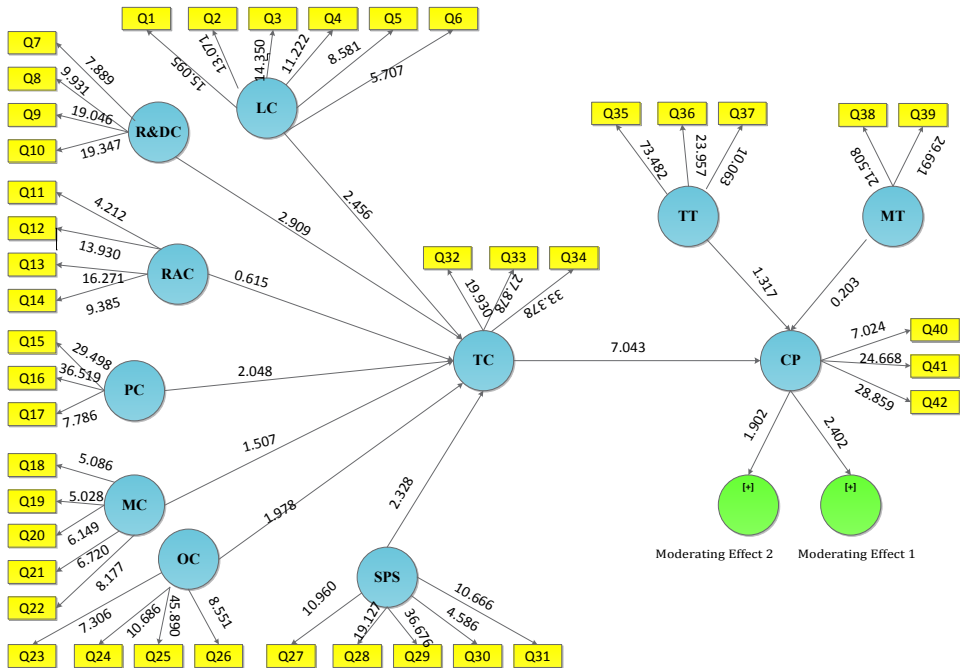 Q1
Q2
Q3
Q4
Q5
Q6
Q7
Q8
Q9
Q10
15.095
13.071
14.350
11.222
8.581
5.707
7.889
9.931
19.046
19.347
R&DC
LC
2.909
2.456
Q35
Q36
Q37
Q38
Q39
73.482
23.957
10.063
21.508
29.691
TT
MT
1.317
0.203
Q11
Q12
Q13
Q14
4.212
13.930
16.271
9.385
RAC
0.615
Q32
Q33
Q34
19.930
27.878
33.378
TC
7.043
CP
Q15
Q16
Q17
29.498
36.519
7.786
PC
2.048
7.024
24.668
28.859
Q40
Q41
Q42
1.902
2.402
[+]
[+]
Moderating Effect 2
Moderating Effect 1
Q18
Q19
Q20
Q21
Q22
5.086
5.028
6.149
6.720
8.177
MC
1.507
OC
1.978
7.306
10.686
45.890
8.551
Q23
Q24
Q25
Q26
SPS
2.328
10.960
19.127
36.676
4.586
10.666
Q27
Q28
Q29
Q30
Q31